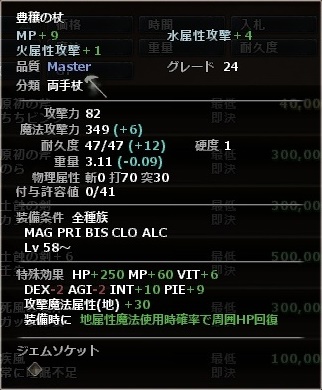 豊穣の杖
MP+9 水属性攻撃+4
火属性攻撃+1
品質 Master グレード 24
分類 両手杖
攻撃力 82
魔法攻撃力 349 (+6)
耐久度 47/47 (+12) 硬度 1
重量 3.11 (-0.09)
物理属性 斬0 打70 突30
付与許容値 0/41
装備条件 全種族
MAG PRI BIS CLO ALC
Lv 58～
特殊効果 HP+250 MP+60 VIT+6
DEX-2 AGI-2 INT+10 PIE+9
攻撃魔法属性(地) +30
装備時に 地属性魔法使用時確率で周囲HP回復
ジェムソケット